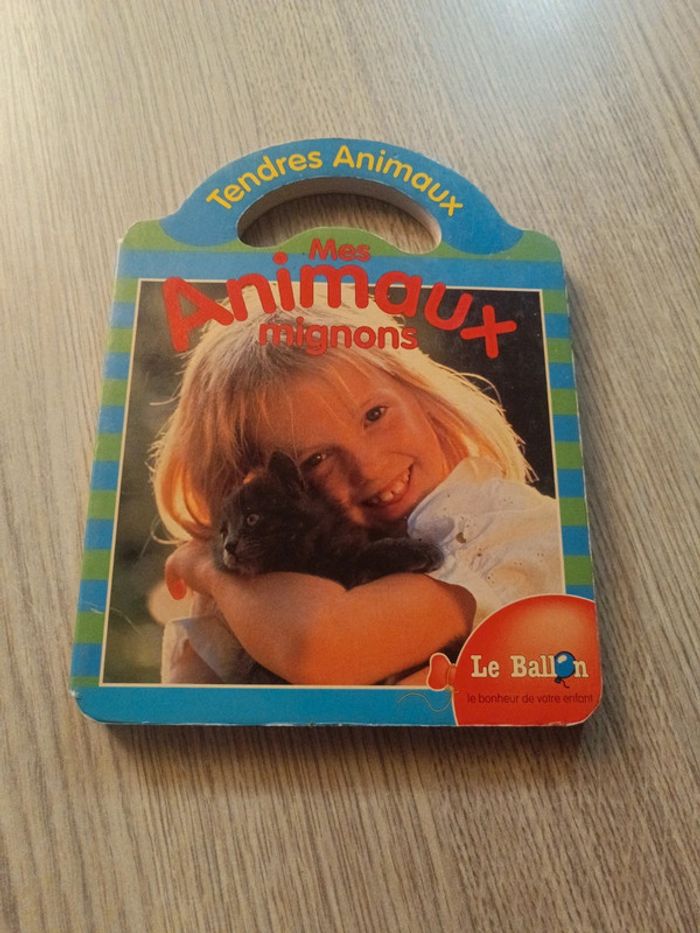 Tendres Animaux
Mes
Animaux
mignons
Le Ballon
le bonheur de votre enfant